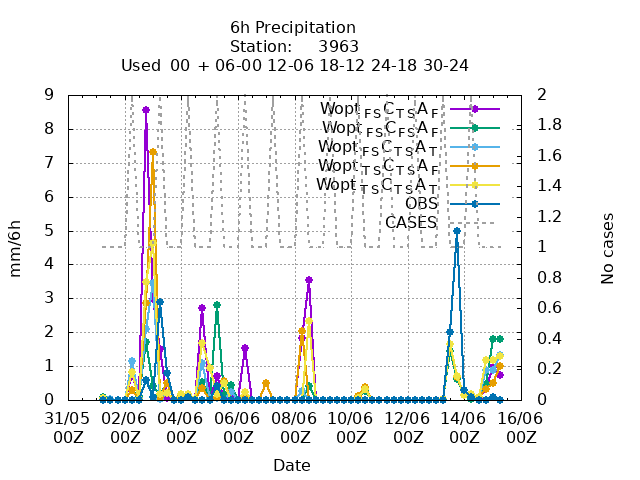 6h Precipitation
Station: 3963
Used 00 + 06-00 12-06 18-12 24-18 30-24
Wopt FS C TS A F
Wopt FS C FS A F
Wopt FS C TS A T
Wopt TS C TS A F
Wopt TS C TS A T
OBS
CASES
9
8
7
6
5
4
3
2
1
0
2
1.8
1.6
1.4
1.2
1
0.8
0.6
0.4
0.2
0
mm/6h
No cases
31/05 02/06 04/06 06/06 08/06 10/06 12/06 14/06 16/06
00Z 00Z 00Z 00Z 00Z 00Z 00Z 00Z 00Z
Date